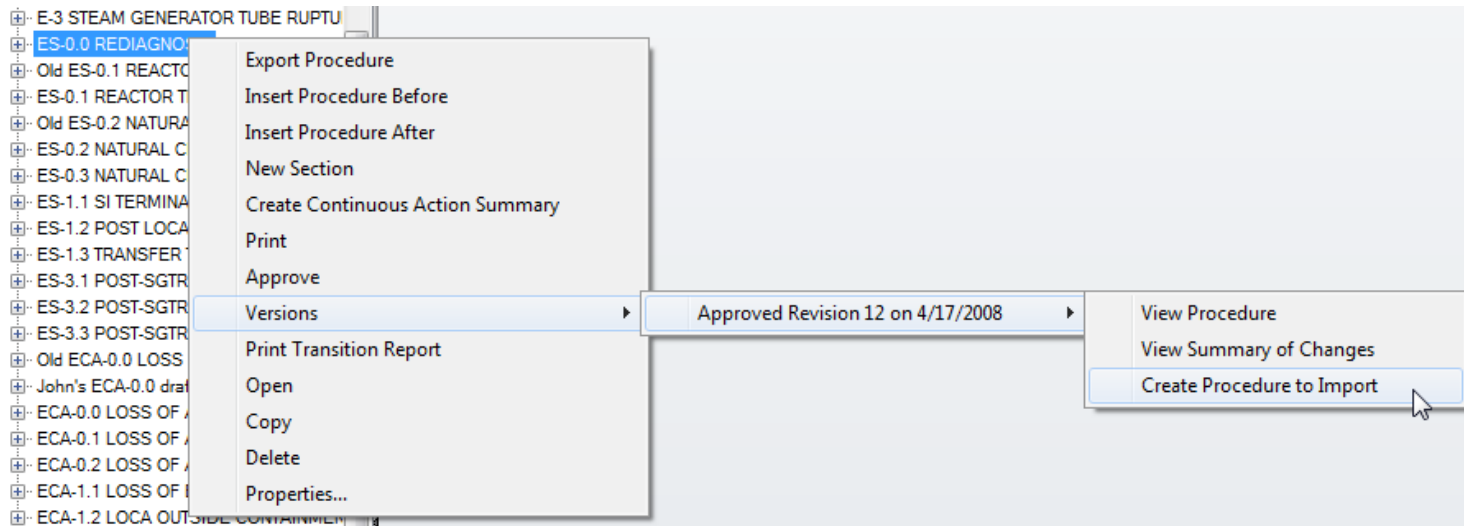 E-3 STEAM GENERATOR TUBE RUPTU
ES-0.0 REDIAGNOS
Old ES-0.1 REACTO
ES-0.1 REACTOR T
Old ES-0.2 NATURA
ES-0.2 NATURAL C
ES-0.3 NATURAL C
ES-1.1 SI TERMINA
ES-1.2 POST LOCA
ES-1.3 TRANSFER
ES-3.1 POST-SGTR
ES-3.2 POST-SGTR
ES-3.3 POST-SGTR
Old ECA-0.0 LOSS
John's ECA-0.0 draf
ECA-0.0 LOSS OF
ECA-0.1 LOSS OF
ECA-0.2 LOSS OF
ECA-1.1 LOSS OF
ECA-1.2 LOCA OUTSIDE CONTAINMEN
Export Procedure
Insert Procedure Before
Insert Procedure After
New Section
Create Continuous Action Summary
Print
Approve
Versions
Print Transition Report
Open
Copy
Delete
Properties...
Approved Revision 12 on 4/17/2008
View Procedure
View Summary of Changes
Create Procedure to Import